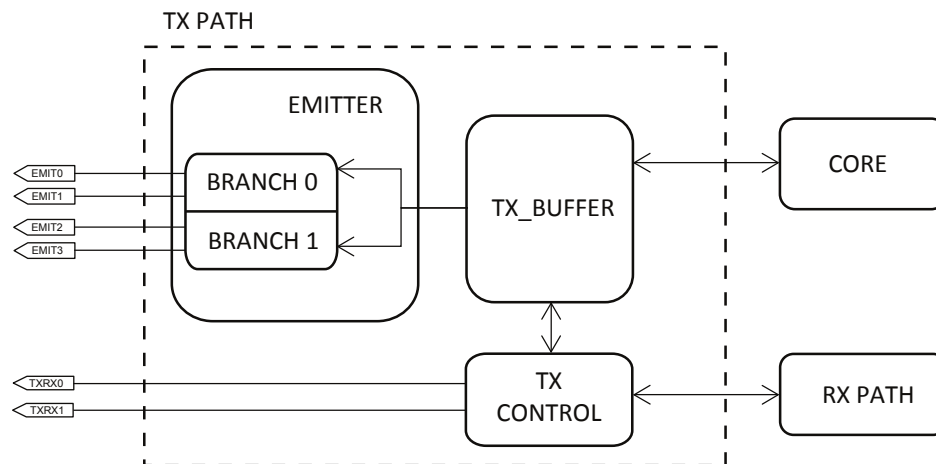 TX PATH
EMITTER
EMIT0
EMIT1
EMIT2
EMIT3
BRANCH 0
BRANCH 1
TX_BUFFER
CORE
TXRX0
TXRX1
TX
CONTROL
RX PATH